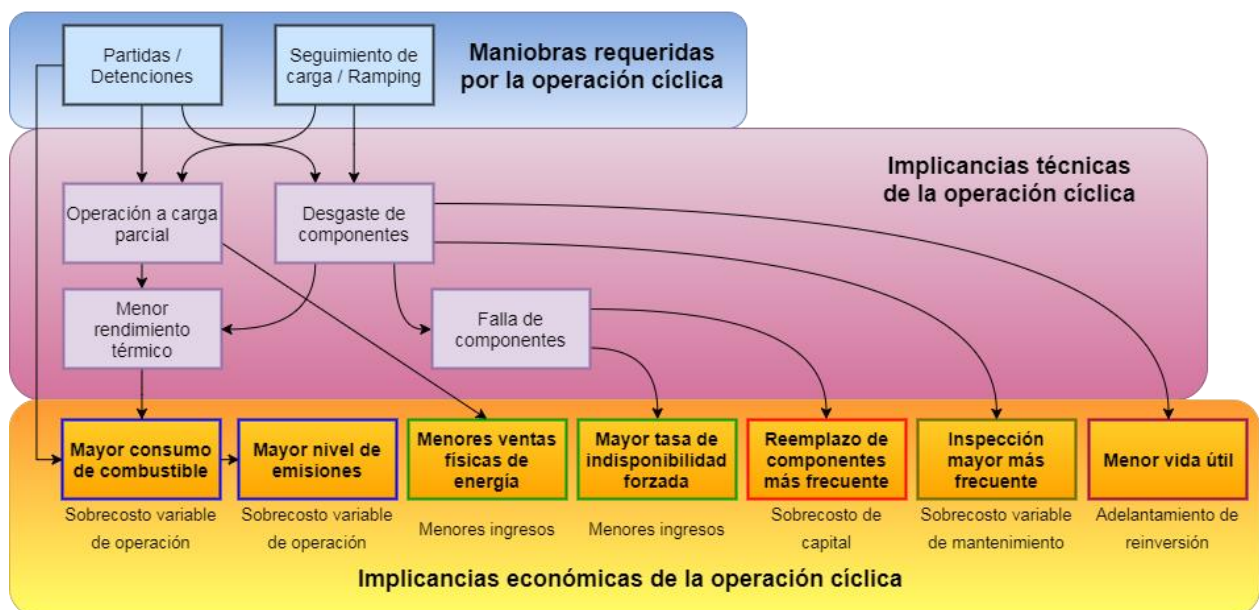 Partidas /
Detenciones
Seguimiento de
carga / Ramping
Maniobras requeridas
por la operación cíclica
Implicancias técnicas
de la operación cíclica
Operación a carga
parcial
Desgaste de
componentes
Menor
rendimiento
térmico
Falla de
componentes
Mayor consumo
de combustible
Mayor nivel de
emisiones
Menores ventas
físicas de
energía
Mayor tasa de
indisponibilidad
forzada
Reemplazo de
componentes
más frecuente
Inspección
mayor más
frecuente
Menor vida útil
Sobrecosto variable
de operación
Sobrecosto variable
de operación
Menores ingresos
Menores ingresos
Sobrecosto de
capital
Sobrecosto variable
de mantenimiento
Adelantamiento de
reinversión
Implicancias económicas de la operación cíclica